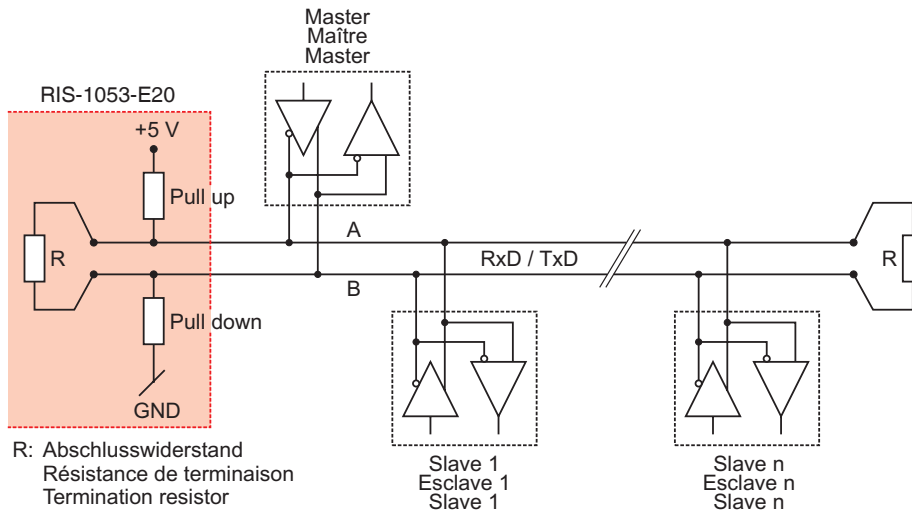 Master
Maître
Master
RIS-1053-E20
+5 V
Pull up
R
A
RxD / TxD
R
B
Pull down
GND
R: Abschlusswiderstand
Résistance de terminaison
Termination resistor
Slave 1
Esclave 1
Slave 1
Slave n
Esclave n
Slave n